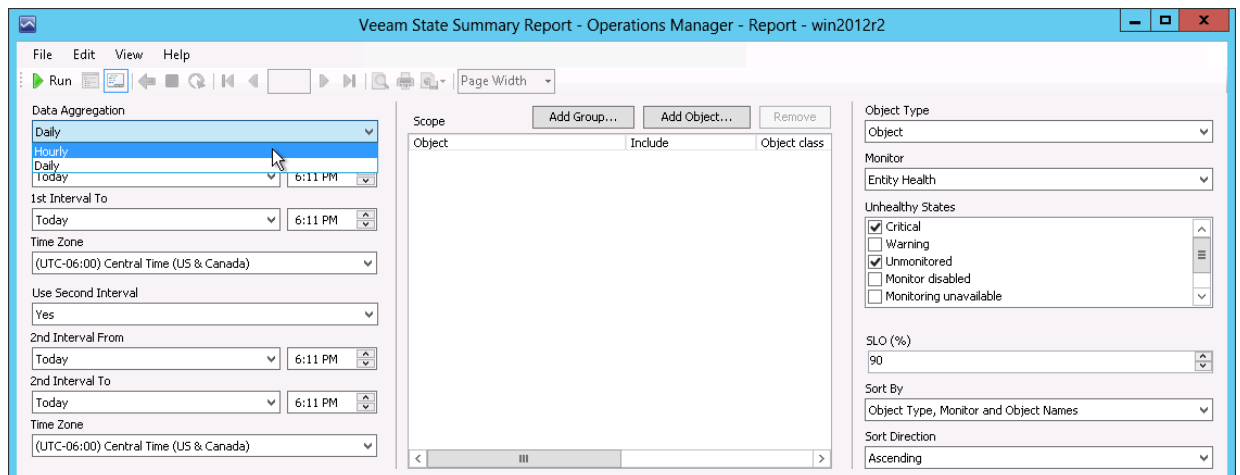 Veeam State Summary Report - Operations Manager - Report - win2012r2
File Edit View Help
Run Page Width
Data Aggregation
Daily
Hourly
Daily
Today 6:11 PM
1st Interval To
Today 6:11 PM
Time Zone
(UTC-06:00) Central Time (US & Canada)
Use Second Interval
Yes
2nd Interval From
Today 6:11 PM
2nd Interval To
Today 6:11 PM
Time Zone
(UTC-06:00) Central Time (US & Canada)
Scope Add Group... Add Object... Remove
Object Include Object class
Object Type
Object
Monitor
Entity Health
Unhealthy States
Critical
Warning
Unmonitored
Monitor disabled
Monitoring unavailable
SLO (%)
90
Sort By
Object Type, Monitor and Object Names
Sort Direction
Ascending